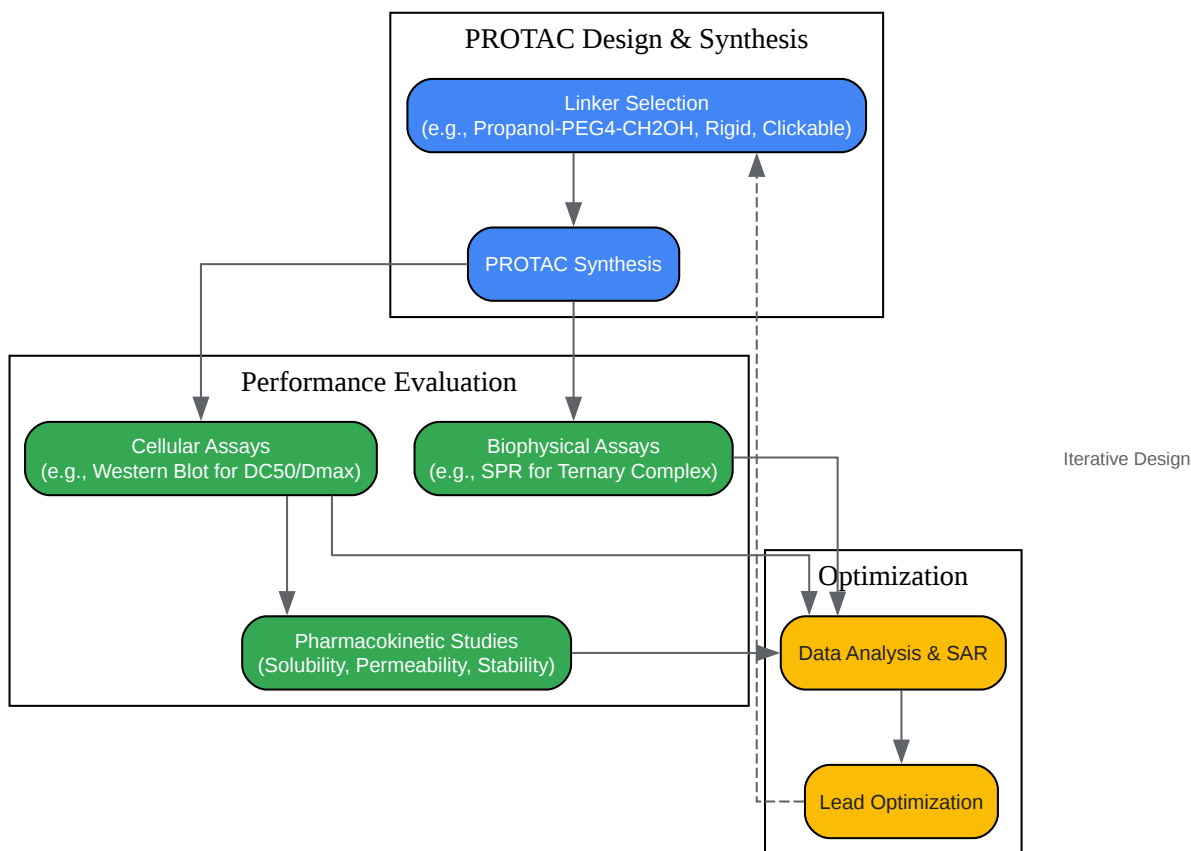 PROTAC Design & Synthesis
Linker Selection
(e.g., Propanol-PEG4-CH2OH, Rigid, Clickable)
PROTAC Synthesis
Performance Evaluation
Cellular Assays
(e.g., Western Blot for DC50/Dmax)
Biophysical Assays
(e.g., SPR for Ternary Complex)
Iterative Design
Optimization
Pharmacokinetic Studies
(Solubility, Permeability, Stability)
Data Analysis & SAR
Lead Optimization